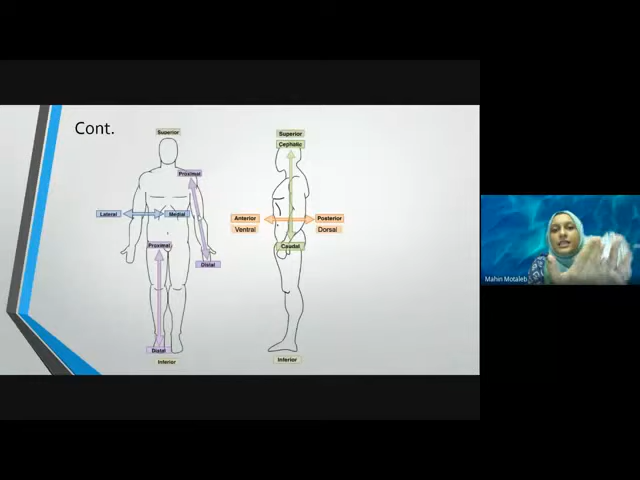 Cont.
Superior
Proximal
Lateral
Medial
Proximal
Distal
Distal
Inferior
Superior
Cephalic
Anterior
Posterior
Ventral
Dorsal
Caudal
Inferior
Mahin Motaleb